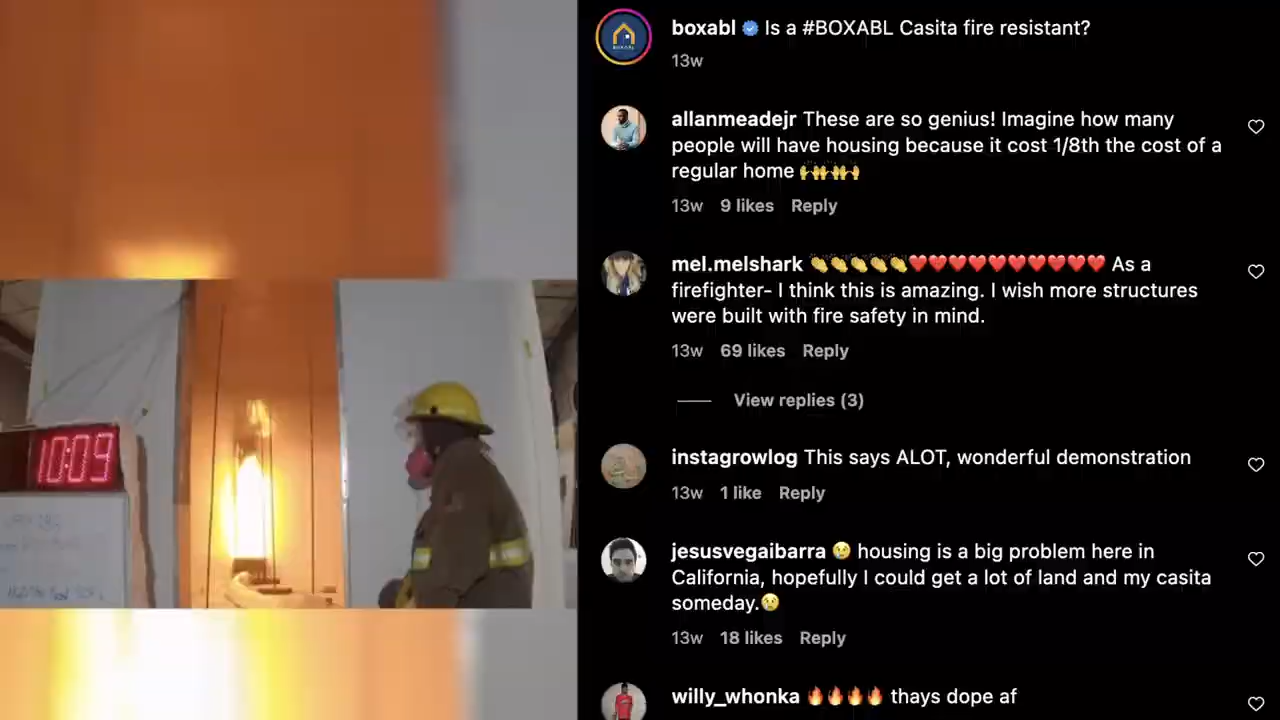 boxabl Is a #BOXABL Casita fire resistant?
13w
allanmeadejr These are so genius! Imagine how many
people will have housing because it cost 1/8th the cost of a
regular home 🙌🙌🙌
13w 9 likes Reply
mel.melshark 👏👏👏👏👏❤️❤️❤️❤️❤️❤️❤️❤️❤️❤️ As a
firefighter- I think this is amazing. I wish more structures
were built with fire safety in mind.
13w 69 likes Reply
View replies (3)
instagrowlog This says ALOT, wonderful demonstration
13w 1 like Reply
jesusvegaibarra 😢 housing is a big problem here in
California, hopefully I could get a lot of land and my casita
someday.😢
13w 18 likes Reply
willy_whonka 🔥🔥🔥🔥 thays dope af
10:09
BOXABL